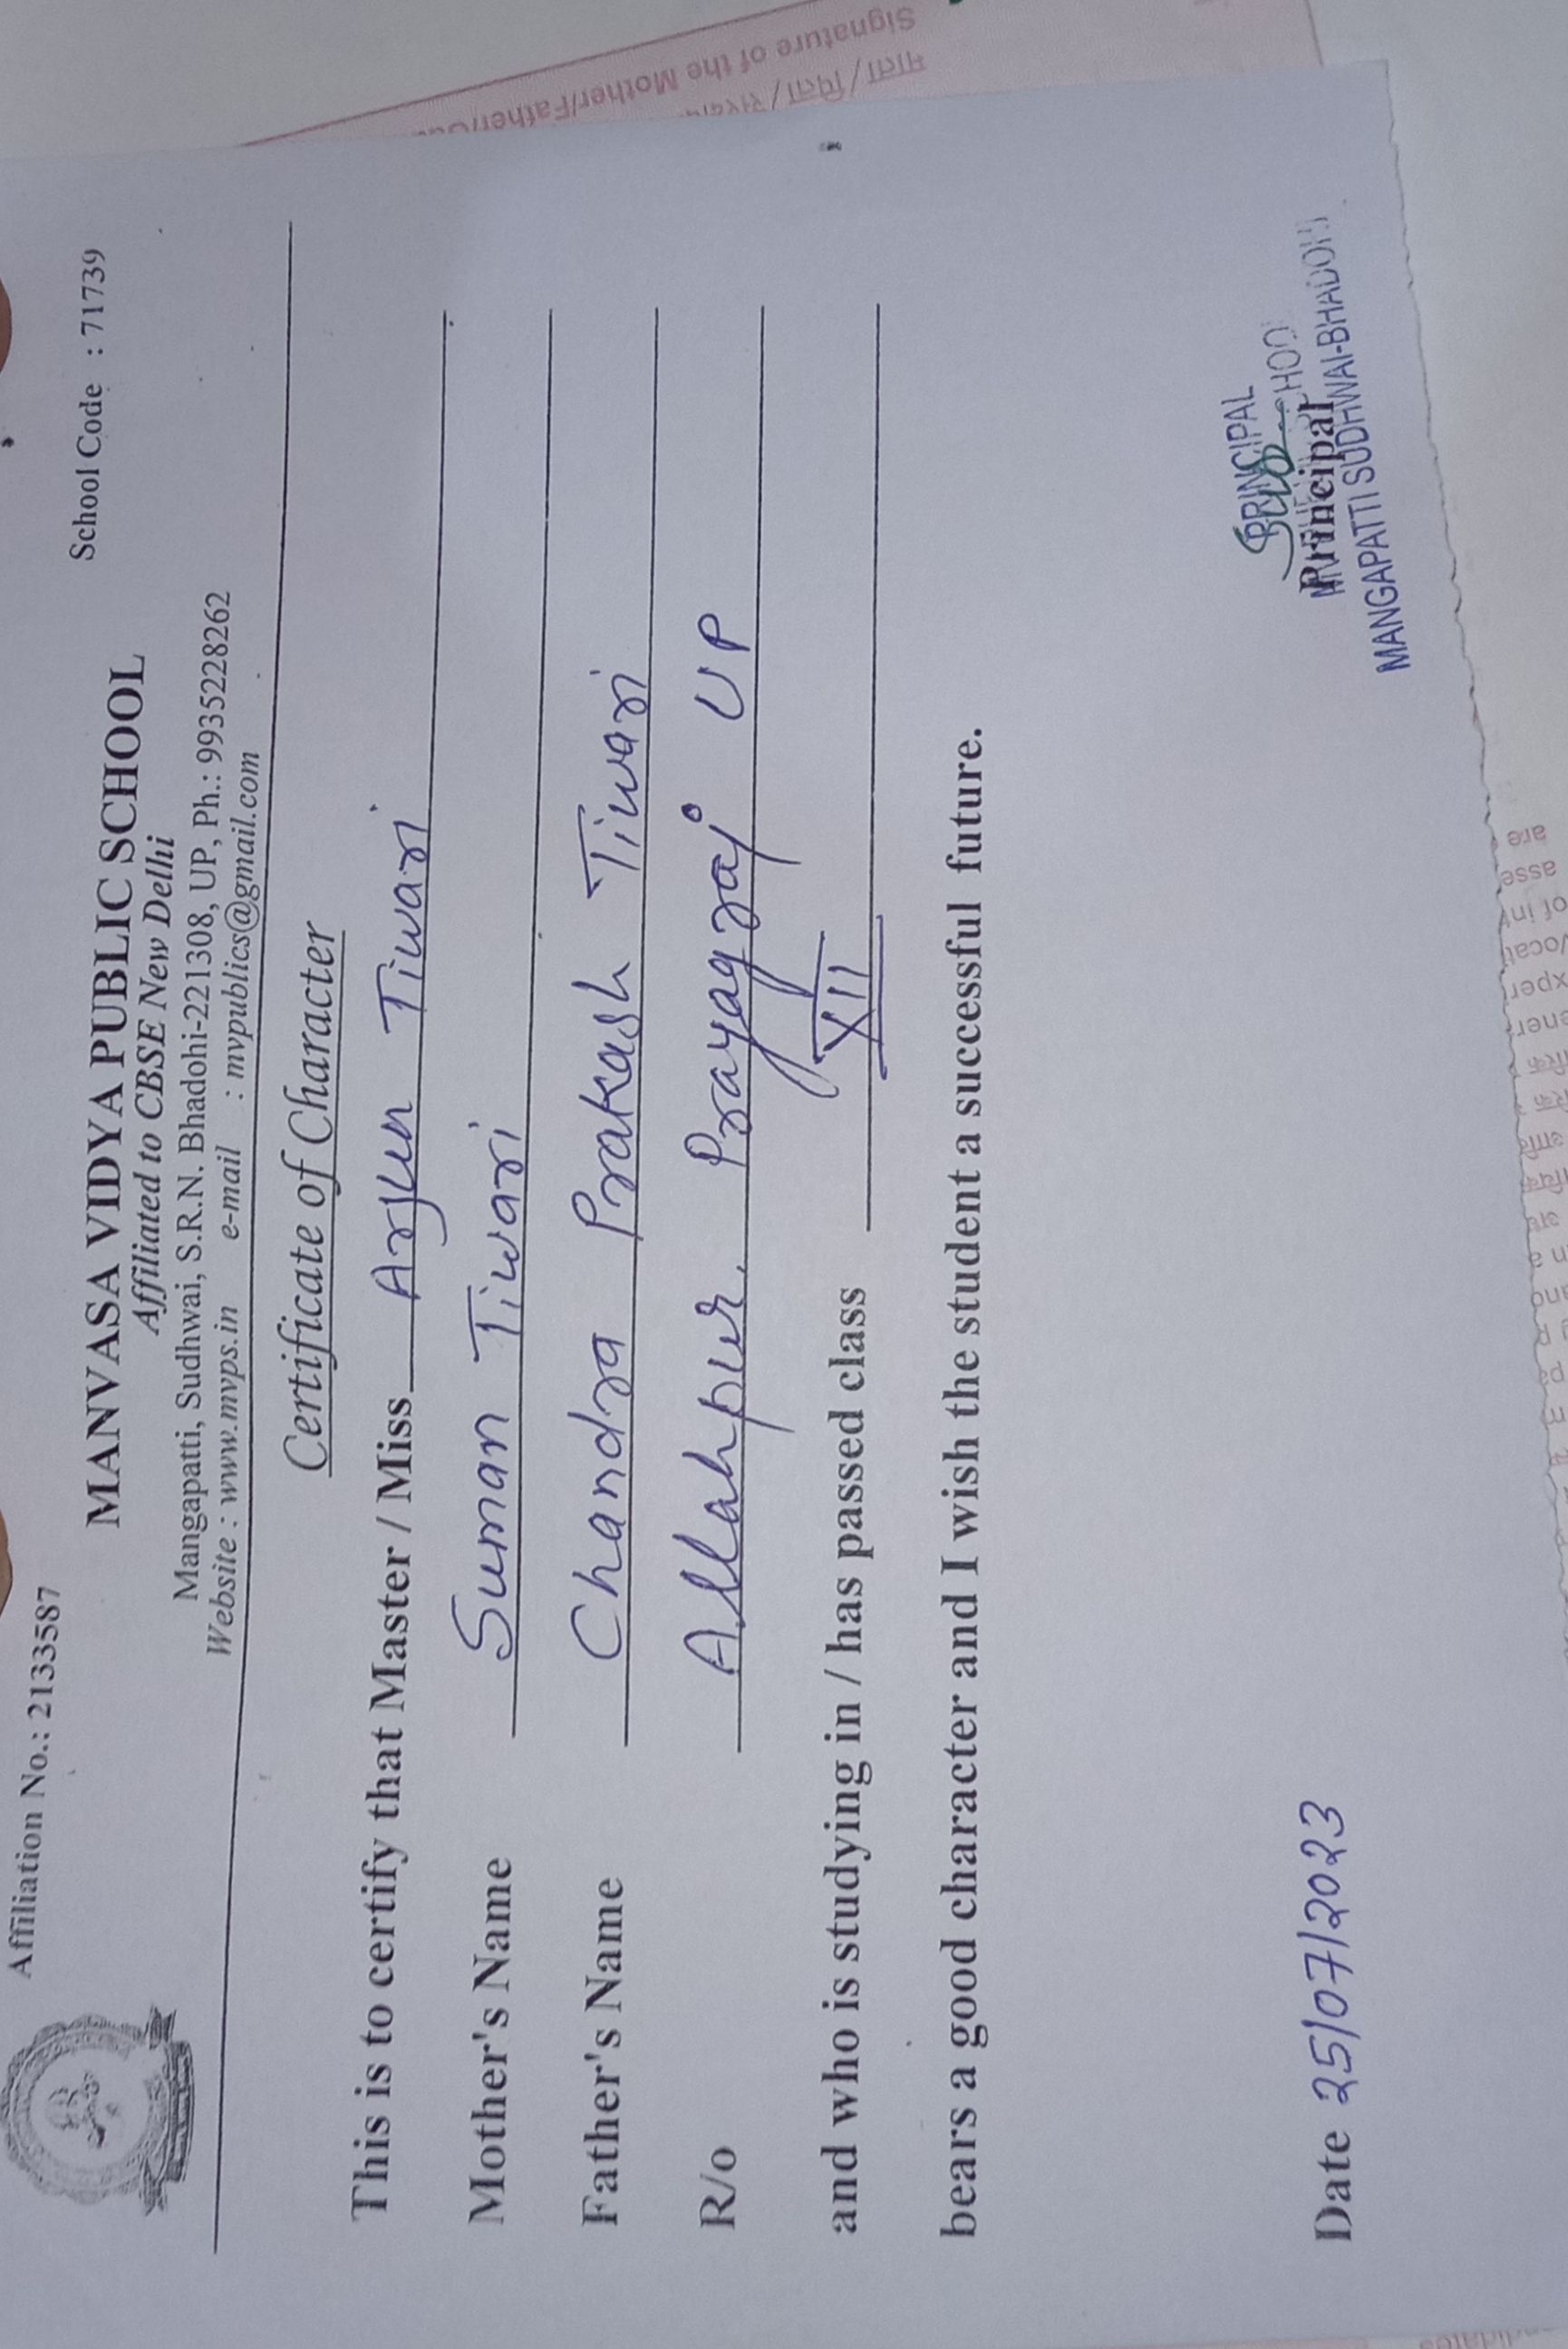 Affiliation No.: 2133587 School Code : 71739
MANVASA VIDYA PUBLIC SCHOOL
Affiliated to CBSE New Delhi
Mangapatti, Sudhwai, S.R.N. Bhadohi-221308, UP, Ph.: 9935228262
Website : www.mvps.in e-mail : mvpublics@gmail.com
Certificate of Character
This is to certify that Master / Miss Arjun Tiwari
Mother's Name Suman Tiwari
Father's Name Chandra Prakash Tiwari
R/o Allahpur, Prayagraj UP
and who is studying in / has passed class XII
bears a good character and I wish the student a successful future.
PRINCIPAL
Date 25/07/2023 Principal
MANGAPATTI SUDHWAI-BHADOHI
Signature of the Mother/Father/
माता/पिता/